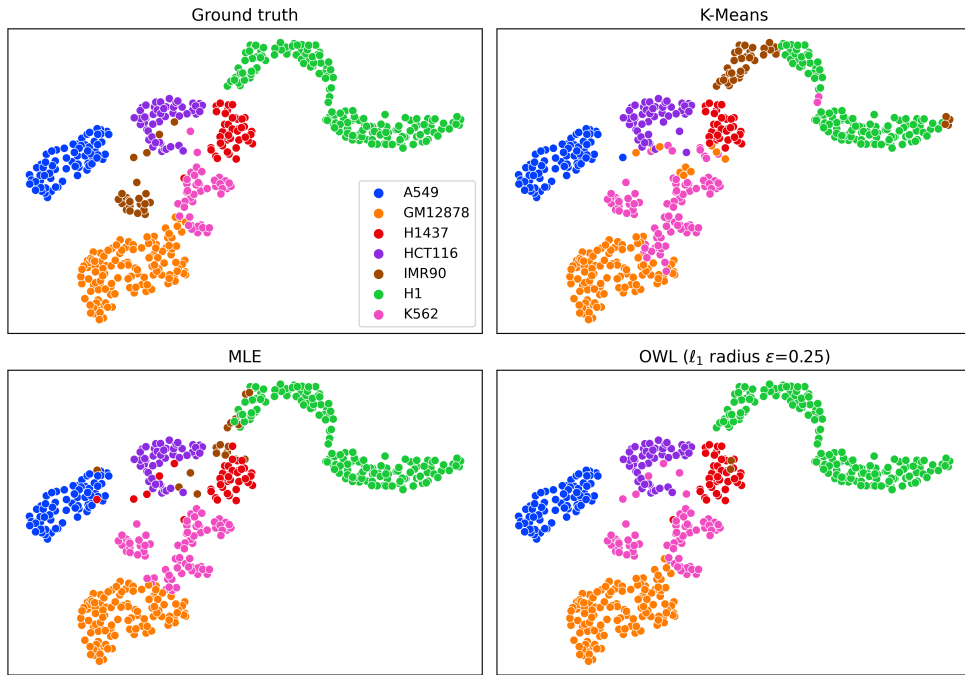 Ground truth
K-Means
A549
GM12878
H1437
HCT116
IMR90
H1
K562
MLE
OWL (ℓ₁ radius ε=0.25)